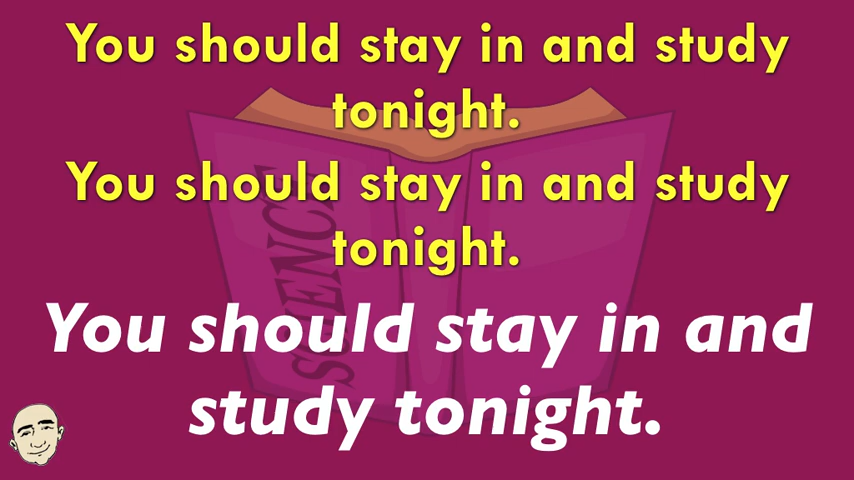 You should stay in and study
tonight.
You should stay in and study
tonight.
You should stay in and
study tonight.
SCIENCE